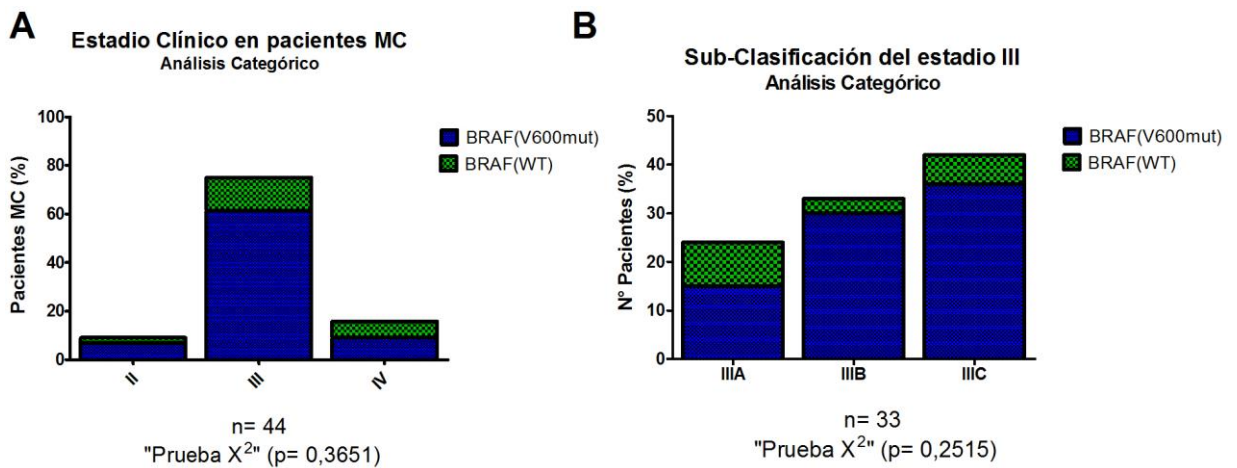 A
Estadio Clínico en pacientes MC
Análisis Categórico
Pacientes MC (%)
100
80
60
40
20
0
II
III
IV
BRAF(V600mut)
BRAF(WT)
n= 44
"Prueba X²" (p= 0,3651)
B
Sub-Clasificación del estadio III
Análisis Categórico
N° Pacientes (%)
50
40
30
20
10
0
IIIA
IIIB
IIIC
BRAF(V600mut)
BRAF(WT)
n= 33
"Prueba X²" (p= 0,2515)